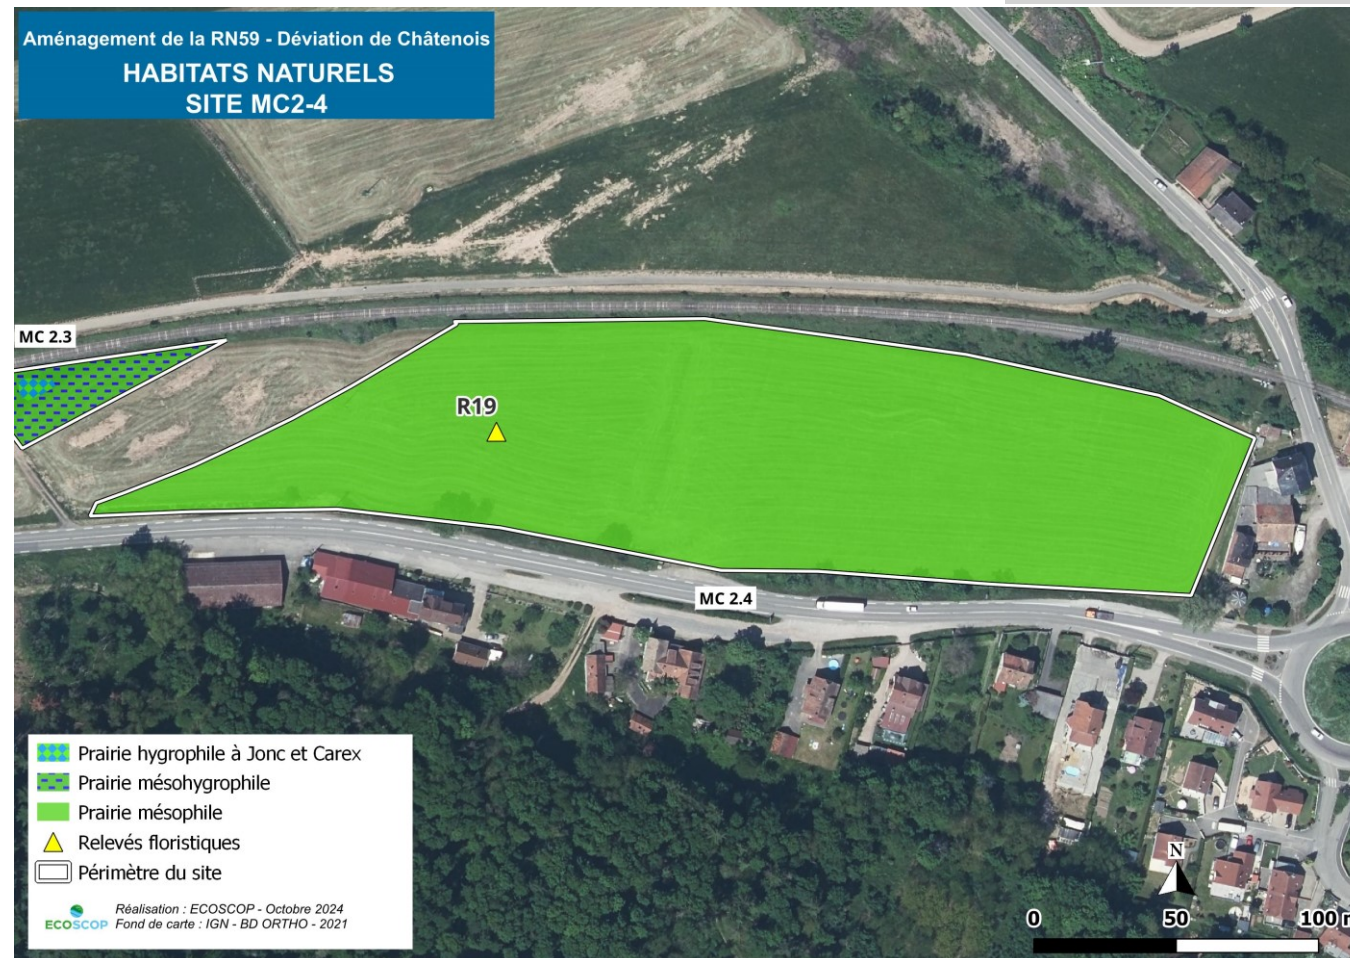 Aménagement de la RN59 - Déviation de Châtenois
HABITATS NATURELS
SITE MC2-4
MC 2.3
R19
MC 2.4
Prairie hygrophile à Jonc et Carex
Prairie mésohygrophile
Prairie mésophile
Relevés floristiques
Périmètre du site
ECOSCOP
Réalisation : ECOSCOP - Octobre 2024
Fond de carte : IGN - BD ORTHO - 2021
N
0 50 100 m